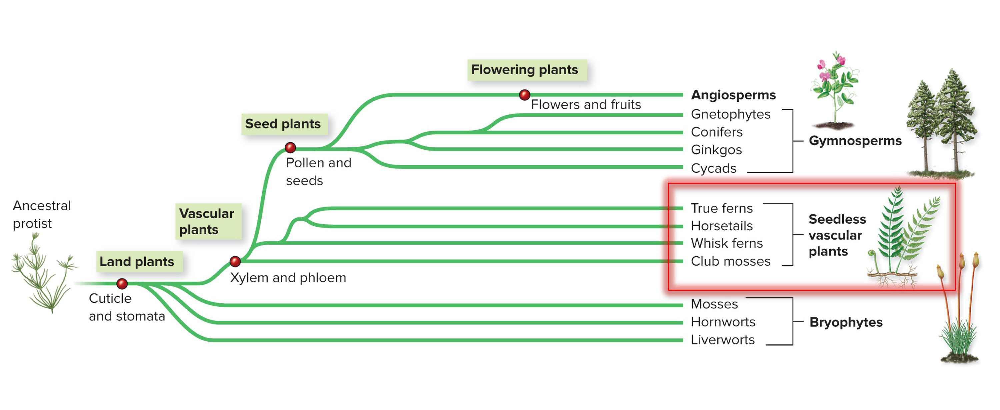 Flowering plants
Angiosperms
Flowers and fruits
Gnetophytes
Seed plants
Conifers
Gymnosperms
Ginkgos
Pollen and
seeds
Cycads
Ancestral
protist
Vascular
plants
True ferns
Horsetails
Whisk ferns
Club mosses
Seedless
vascular
plants
Land plants
Xylem and phloem
Cuticle
and stomata
Mosses
Hornworts
Liverworts
Bryophytes